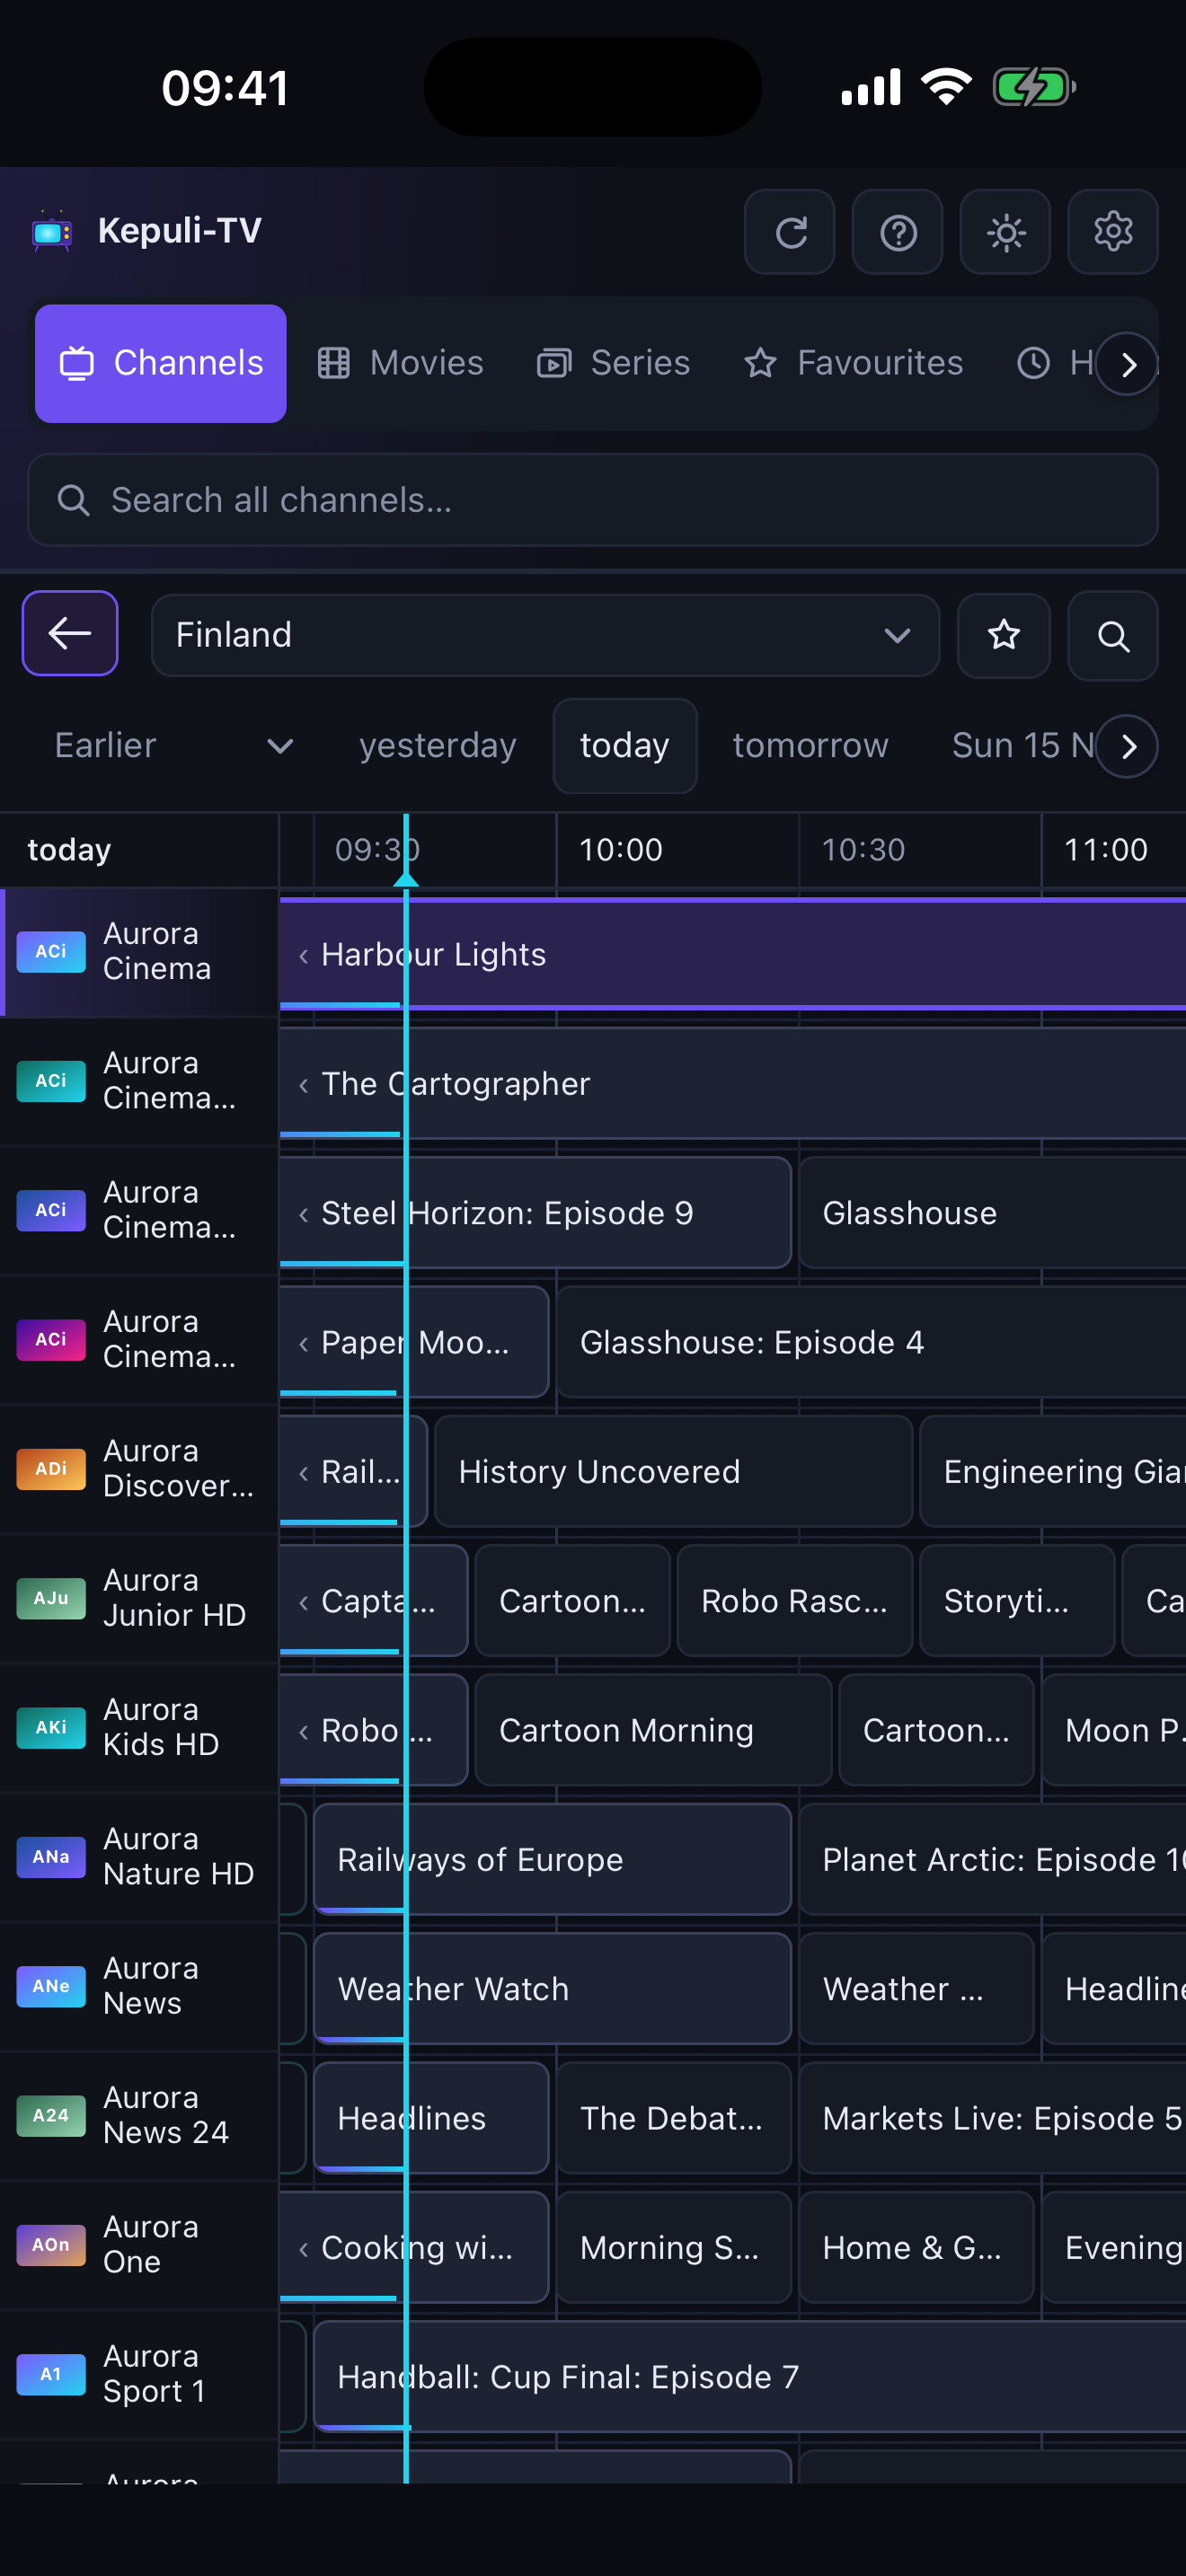 09:41
Kepuli-TV
Channels
Movies
Series
Favourites
Search all channels...
Finland
Earlier
yesterday
today
tomorrow
Sun 15 N
today
09:30
10:00
10:30
11:00
ACi
Aurora
Cinema
‹ Harbour Lights
ACi
Aurora
Cinema...
‹ The Cartographer
ACi
Aurora
Cinema...
‹ Steel Horizon: Episode 9
Glasshouse
ACi
Aurora
Cinema...
‹ Paper Moo...
Glasshouse: Episode 4
ADi
Aurora
Discover...
‹ Rail...
History Uncovered
Engineering Gia
AJu
Aurora
Junior HD
‹ Capta...
Cartoon...
Robo Rasc...
Storyti...
Ca
AKi
Aurora
Kids HD
‹ Robo ...
Cartoon Morning
Cartoon...
Moon P.
ANa
Aurora
Nature HD
Railways of Europe
Planet Arctic: Episode 10
ANe
Aurora
News
Weather Watch
Weather ...
Headline
A24
Aurora
News 24
Headlines
The Debat...
Markets Live: Episode 5
AOn
Aurora
One
‹ Cooking wi...
Morning S...
Home & G...
Evening
A1
Aurora
Sport 1
Handball: Cup Final: Episode 7
Aurora